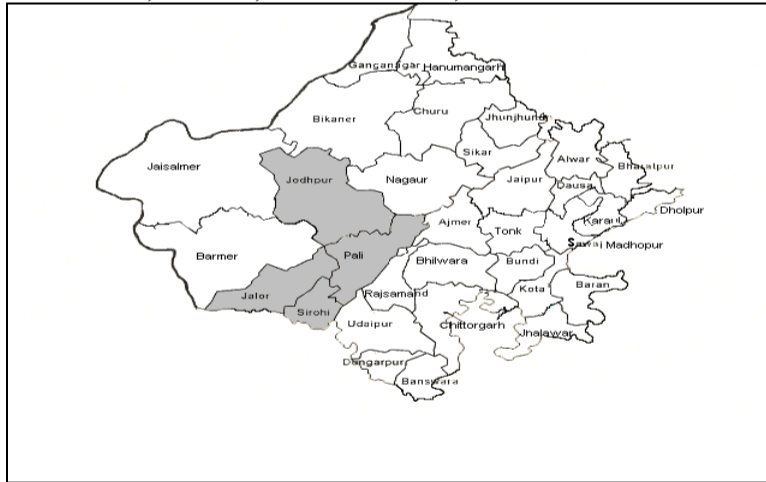 Ganganagar Hanumangarh
Bikaner
Churu
Jhunjhunu
Sikar
Jaisalmer
Jodhpur
Nagaur
Jaipur
Alwar
Bharatpur
Dausa
Ajmer
Tonk
Karauli
Dholpur
Sawai Madhopur
Barmer
Pali
Bhilwara
Bundi
Kota
Baran
Jalor
Sirohi
Rajsamand
Udaipur
Chittorgarh
Jhalawar
Dungarpur
Banswara